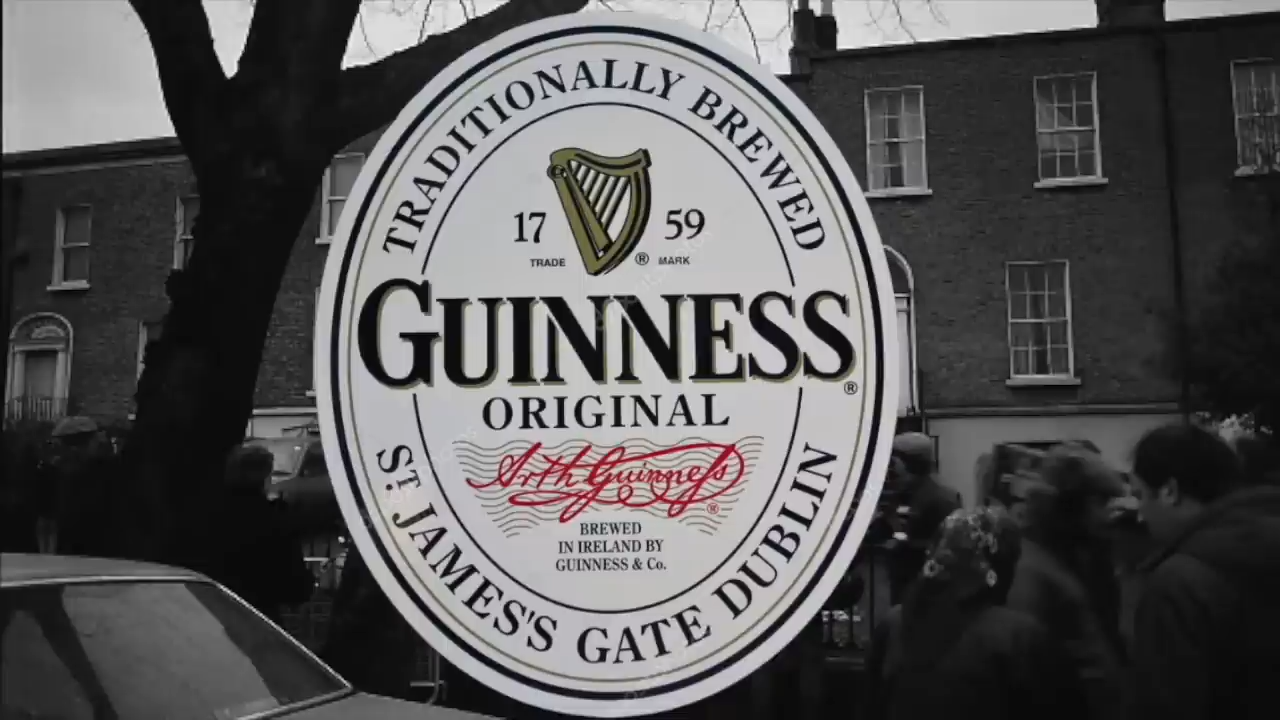 TRADITIONALLY BREWED
17 59
TRADE ® MARK
GUINNESS®
ORIGINAL
Arth Guinness®
BREWED
IN IRELAND BY
GUINNESS & Co.
ST. JAMES'S GATE DUBLIN